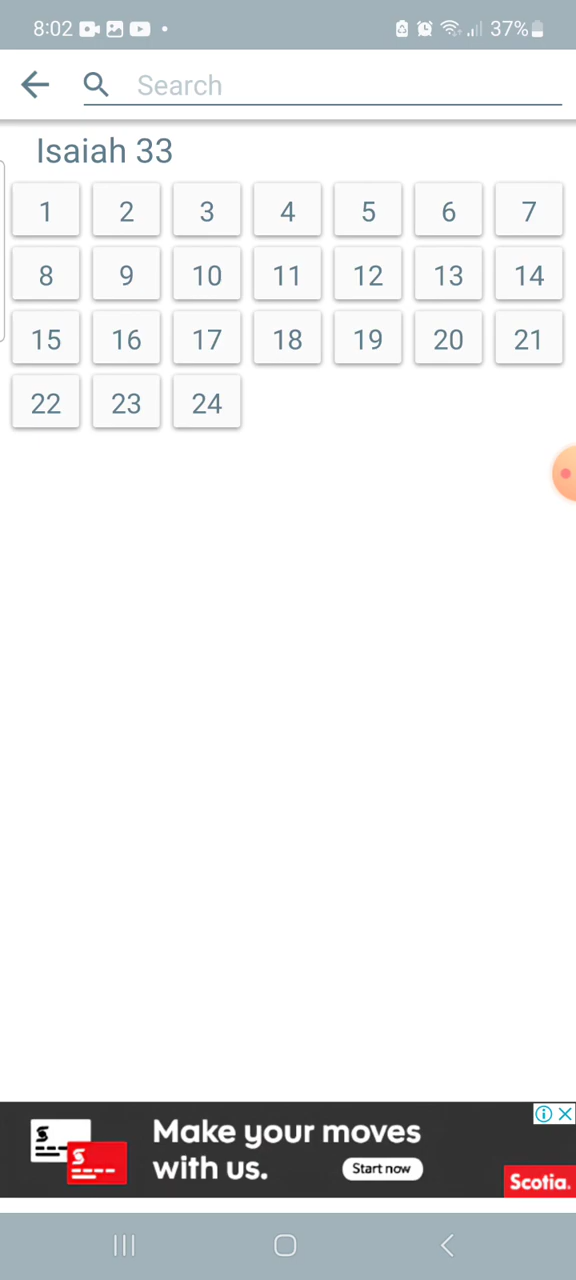 8:02 37%
Search
Isaiah 33
1 2 3 4 5 6 7
8 9 10 11 12 13 14
15 16 17 18 19 20 21
22 23 24
Make your moves
with us. Start now
Scotia.